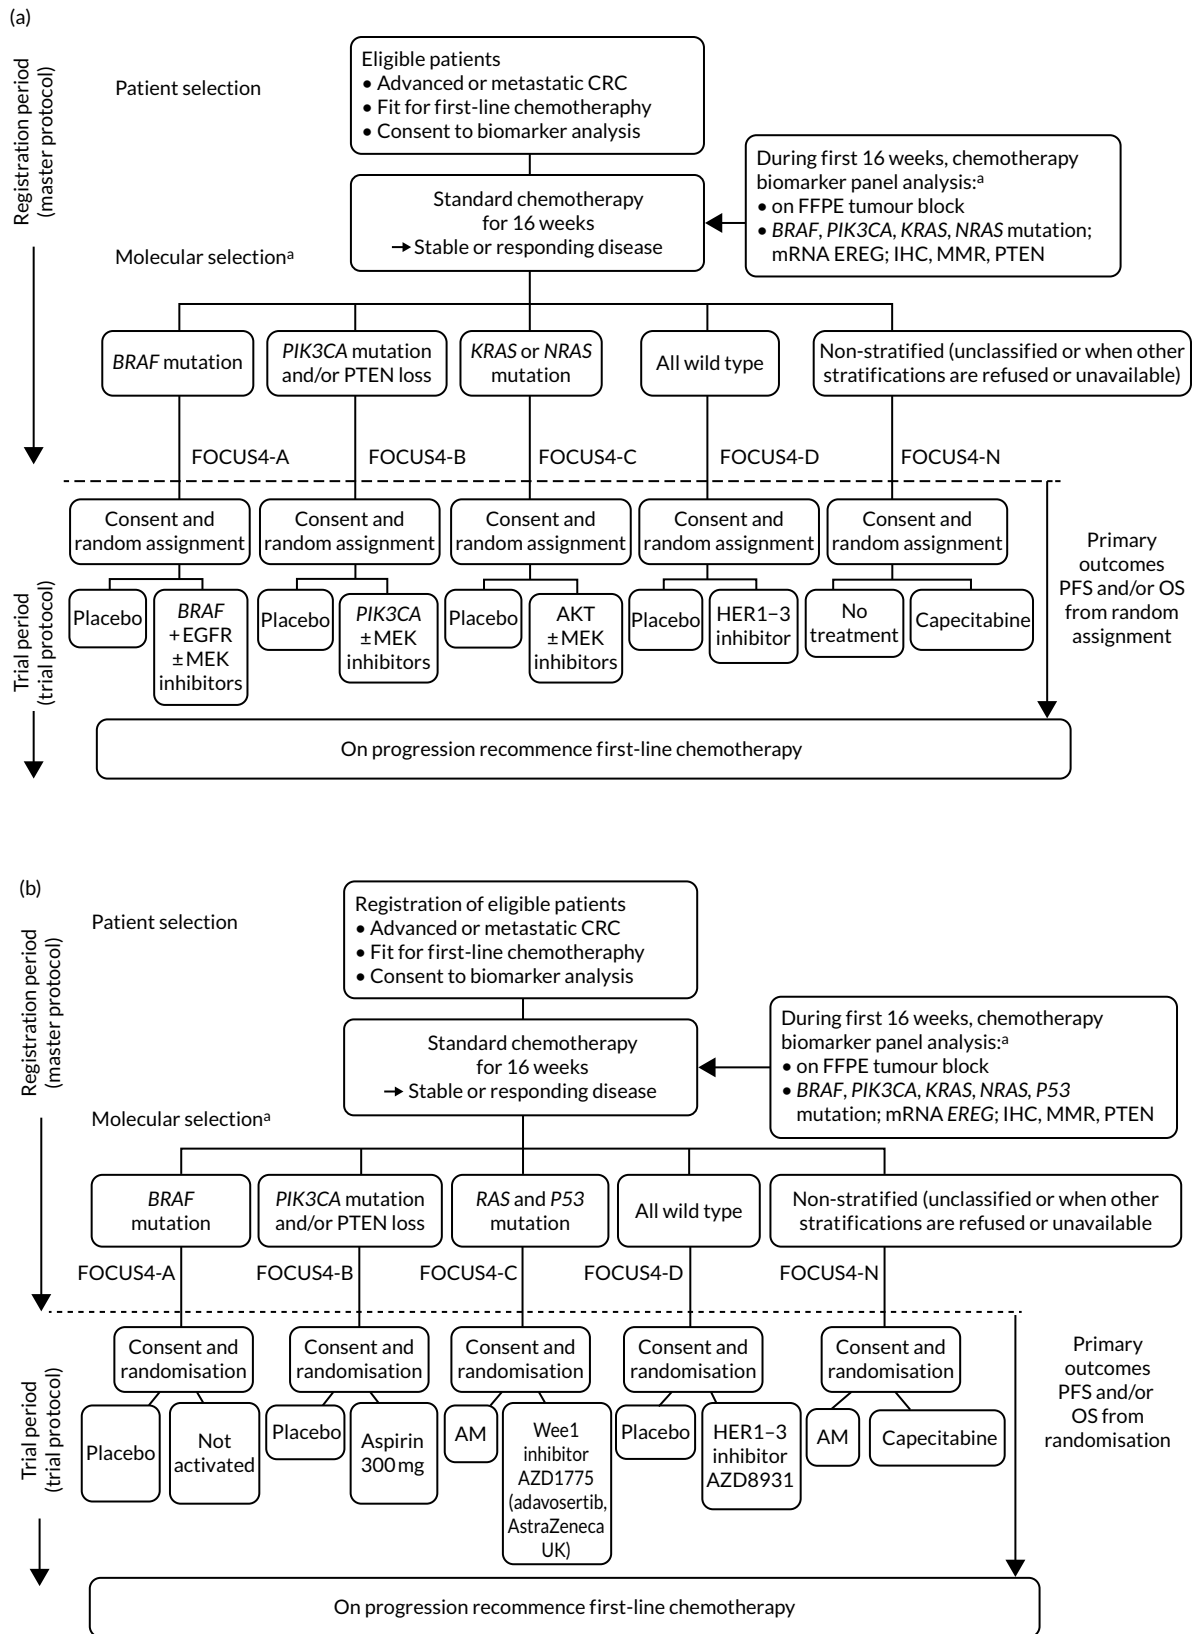 (a)
Registration period
(master protocol)
Patient selection
Eligible patients
• Advanced or metastatic CRC
• Fit for first-line chemotheraphy
• Consent to biomarker analysis
During first 16 weeks, chemotherapy
biomarker panel analysis:a
• on FFPE tumour block
• BRAF, PIK3CA, KRAS, NRAS mutation;
mRNA EREG; IHC, MMR, PTEN
Standard chemotherapy
for 16 weeks
→ Stable or responding disease
Molecular selectiona
BRAF mutation
PIK3CA mutation
and/or PTEN loss
KRAS or NRAS
mutation
All wild type
Non-stratified (unclassified or when other
stratifications are refused or unavailable)
FOCUS4-A
FOCUS4-B
FOCUS4-C
FOCUS4-D
FOCUS4-N
Trial period
(trial protocol)
Consent and
random assignment
Consent and
random assignment
Consent and
random assignment
Consent and
random assignment
Consent and
random assignment
Placebo
BRAF
+EGFR
±MEK
inhibitors
Placebo
PIK3CA
±MEK
inhibitors
Placebo
AKT
±MEK
inhibitors
Placebo
HER1–3
inhibitor
No
treatment
Capecitabine
Primary
outcomes
PFS and/or OS
from random
assignment
On progression recommence first-line chemotherapy
(b)
Registration period
(master protocol)
Patient selection
Registration of eligible patients
• Advanced or metastatic CRC
• Fit for first-line chemotheraphy
• Consent to biomarker analysis
During first 16 weeks, chemotherapy
biomarker panel analysis:a
• on FFPE tumour block
• BRAF, PIK3CA, KRAS, NRAS, P53
mutation; mRNA EREG; IHC, MMR, PTEN
Standard chemotherapy
for 16 weeks
→ Stable or responding disease
Molecular selectiona
BRAF
mutation
PIK3CA mutation
and/or PTEN loss
RAS and P53
mutation
All wild type
Non-stratified (unclassified or when other
stratifications are refused or unavailable
FOCUS4-A
FOCUS4-B
FOCUS4-C
FOCUS4-D
FOCUS4-N
Trial period
(trial protocol)
Consent and
randomisation
Consent and
randomisation
Consent and
randomisation
Consent and
randomisation
Consent and
randomisation
Placebo
Not
activated
Placebo
Aspirin
300 mg
AM
Wee1
inhibitor
AZD1775
(adavosertib,
AstraZeneca
UK)
Placebo
HER1–3
inhibitor
AZD8931
AM
Capecitabine
Primary
outcomes
PFS and/or
OS from
randomisation
On progression recommence first-line chemotherapy